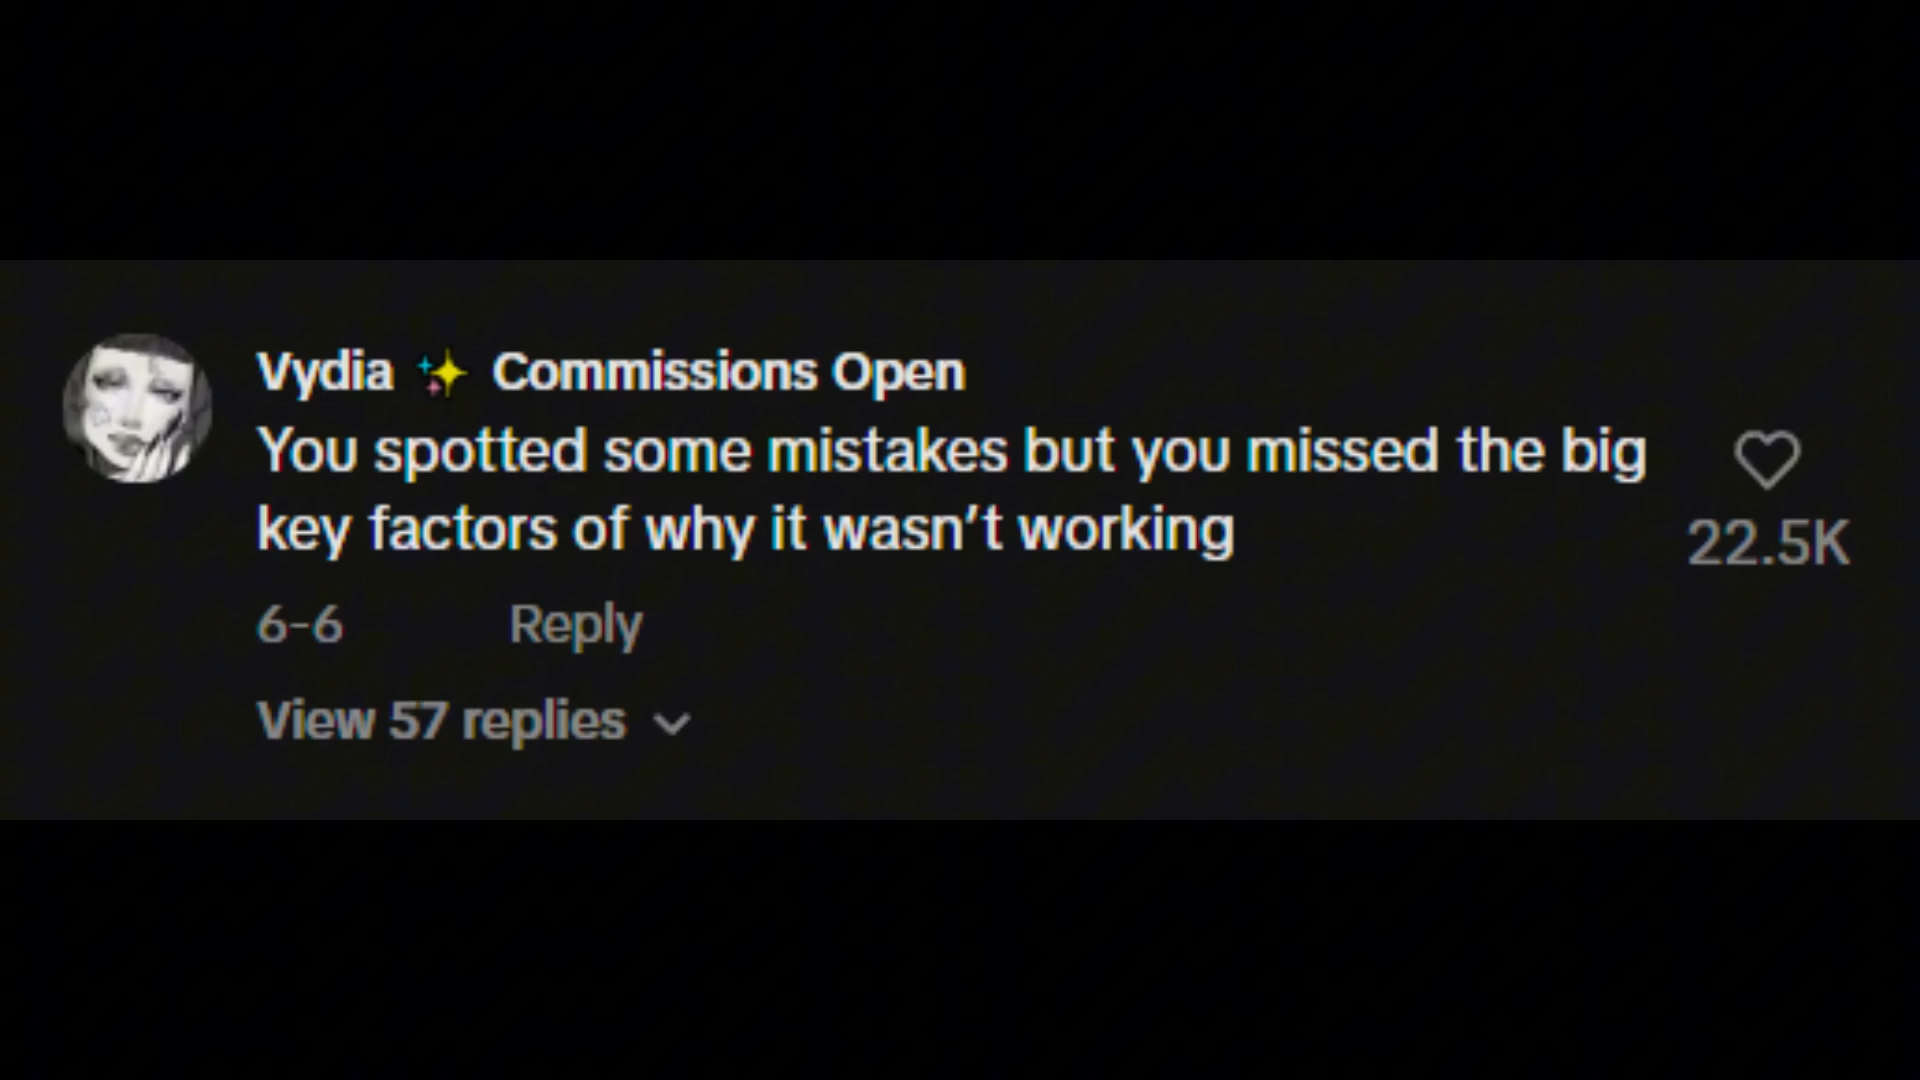 Vydia ✨ Commissions Open
You spotted some mistakes but you missed the big
key factors of why it wasn't working
22.5K
6-6 Reply
View 57 replies